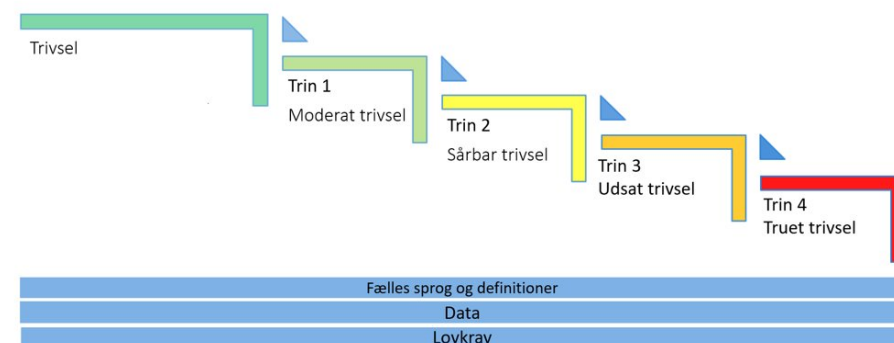 Trivsel
Trin 1
Moderat trivsel
Trin 2
Sårbar trivsel
Trin 3
Udsat trivsel
Trin 4
Truet trivsel
Fælles sprog og definitioner
Data
Lovkrav